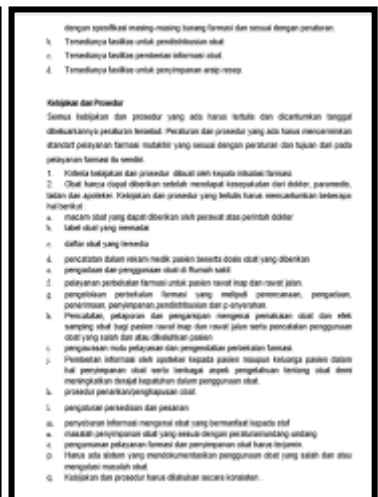 dengan spesifikasi masing-masing barang farmasi dan sesuai dengan peraturan.
b. Tersedianya fasilitas untuk pendistribusian obat
c. Tersedianya fasilitas pemberian informasi obat
d. Tersedianya fasilitas untuk penyimpanan arsip resep.
Kebijakan dan Prosedur
Semua kebijakan dan prosedur yang ada harus tertulis dan dicantumkan tanggal
dikeluarkannya peraturan tersebut. Peraturan dan prosedur yang ada harus mencerminkan
standart pelayanan farmasi mutakhir yang sesuai dengan peraturan dan tujuan dari pada
pelayanan farmasi itu sendiri.
1. Kriteria kebijakan dan prosedur dibuat oleh kepala instalasi farmasi.
2. Obat hanya dapat diberikan setelah mendapat kesepakatan dari dokter, paramedis,
bidan dan apoteker. Kebijakan dan prosedur yang tertulis harus mencantumkan beberapa
hal berikut :
a. macam obat yang dapat diberikan oleh perawat atas perintah dokter
b. label obat yang memadai
c. daftar obat yang tersedia
d. pencatatan dalam rekam medik pasien beserta dosis obat yang diberikan
e. pengadaan dan penggunaan obat di Rumah sakit
f. pelayanan perbekalan farmasi untuk pasien rawat inap dan rawat jalan.
g. pengelolaan perbekalan farmasi yang meliputi perencanaan, pengadaan,
penerimaan, penyimpanan pendistribusian dan p-enyerahan.
h. Pencatatan, pelaporan dan pengarsipan mengenai pemakaian obat dan efek
samping obat bagi pasien rawat inap dan rawat jalan serta pencatatan penggunaan
obat yang salah dan atau dikeluhkan pasien
i. pengawasan mutu pelayanan dan pengendalian perbekalan farmasi.
j. Pemberian informasi oleh apoteker kepada pasien maupun keluarga pasien dalam
hal penyimpanan obat serta berbagai aspek pengetahuan tentang obat demi
meningkatkan derajat kepatuhan dalam penggunaan obat.
k. prosedur penarikan/penghapusan obat.
l. pengaturan persediaan dan pesanan
m. penyebaran informasi mengenai obat yang bermanfaat kepada staf
n. masalah penyimpanan obat yang sesuai dengan peraturan/undang undang
o. pengamanan pelayanan farmasi dan penyimpanan obat harus terjamin.
p. Harus ada sistem yang mendokumentasikan penggunaan obat yang salah dan atau
mengatasi masalah obat.
q. Kebijakan dan prosedur harus dilakukan secara konsisten.